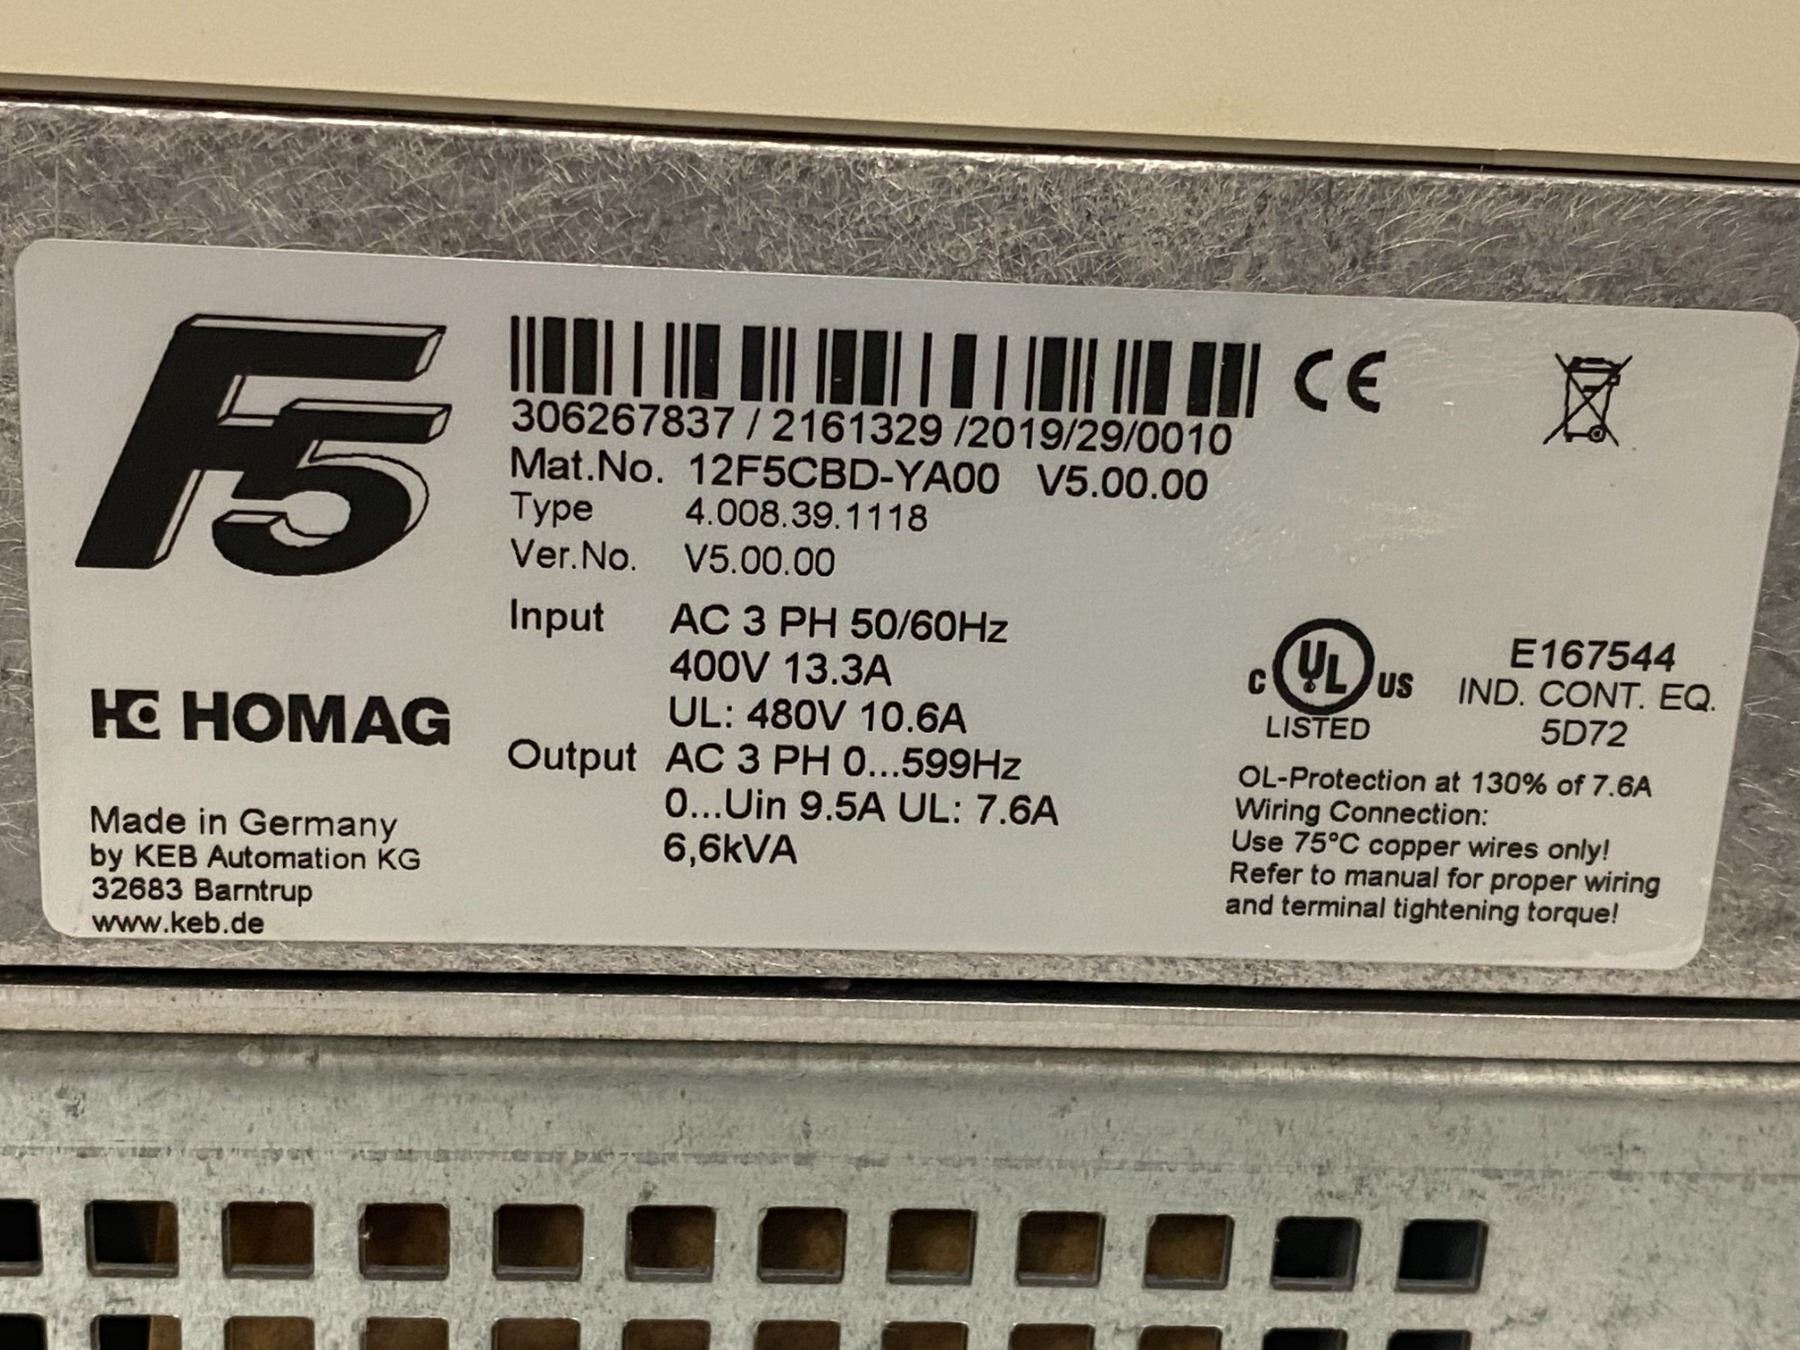 F5
306267837 / 2161329 /2019/29/0010
CE
Mat.No. 12F5CBD-YA00 V5.00.00
Type 4.008.39.1118
Ver.No. V5.00.00
Input AC 3 PH 50/60Hz
400V 13.3A
UL: 480V 10.6A
Output AC 3 PH 0...599Hz
0...Uin 9.5A UL: 7.6A
6,6kVA
HOMAG
Made in Germany
by KEB Automation KG
32683 Barntrup
www.keb.de
C UL US
LISTED
E167544
IND. CONT. EQ.
5D72
OL-Protection at 130% of 7.6A
Wiring Connection:
Use 75°C copper wires only!
Refer to manual for proper wiring
and terminal tightening torque!